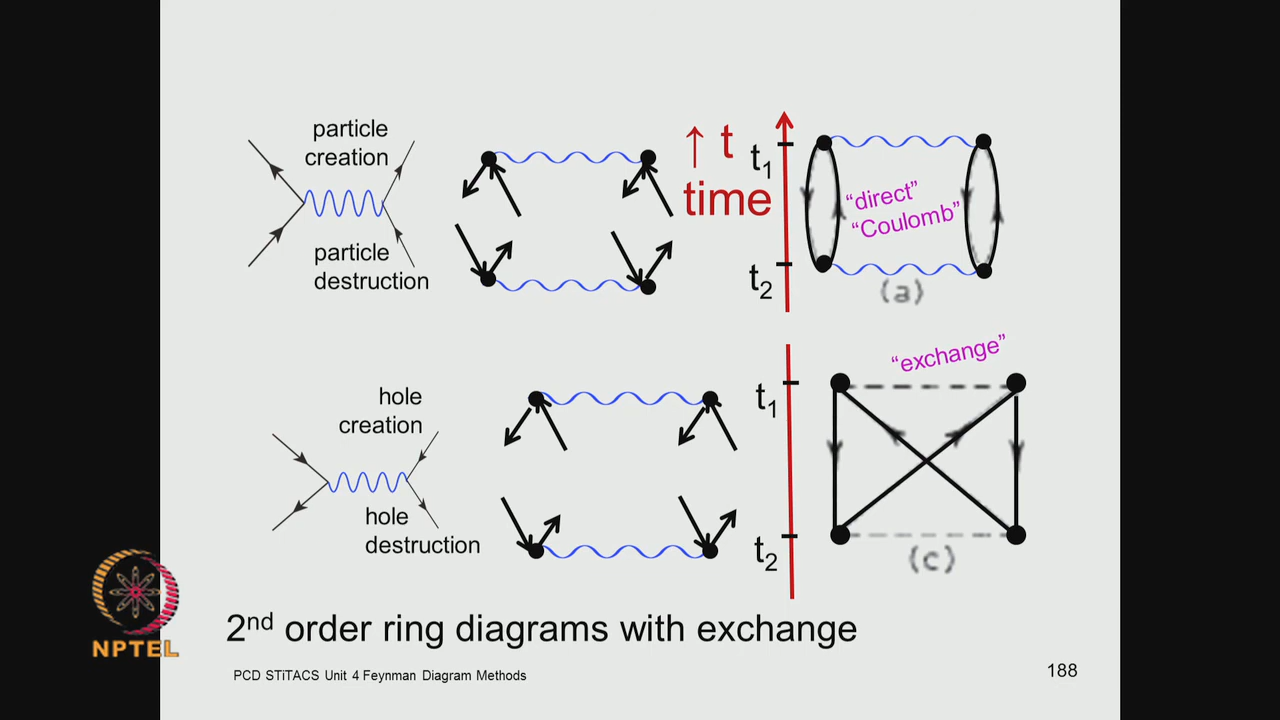 particle
creation
particle
destruction
↑ t
time
t1
t2
"direct"
"Coulomb"
(a)
hole
creation
hole
destruction
t1
t2
"exchange"
(c)
2nd order ring diagrams with exchange
NPTEL
PCD STiTACS Unit 4 Feynman Diagram Methods
188